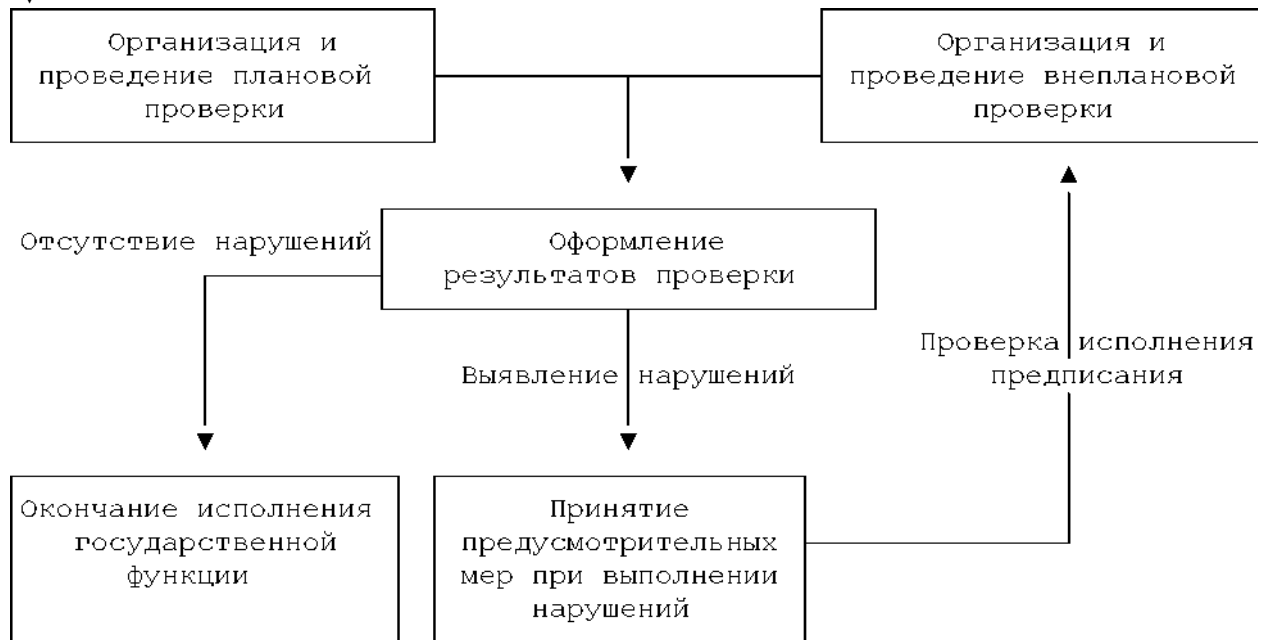 Организация и
проведение плановой
проверки
Организация и
проведение внеплановой
проверки
Отсутствие нарушений
Оформление
результатов проверки
Выявление нарушений
Проверка исполнения
предписания
Окончание исполнения
государственной
функции
Принятие
предусмотрительных
мер при выполнении
нарушений